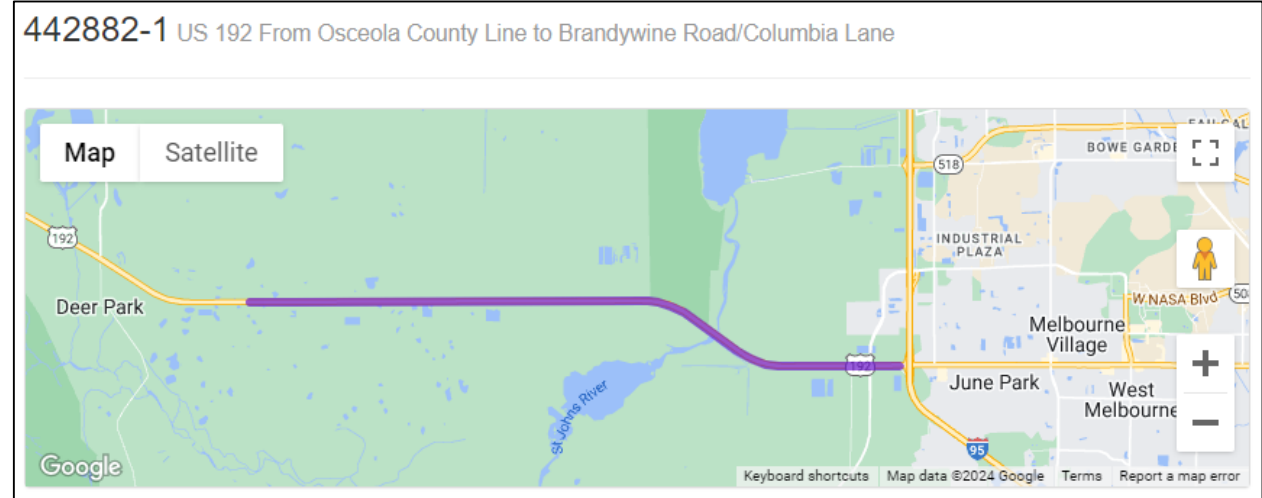 442882-1 US 192 From Osceola County Line to Brandywine Road/Columbia Lane
Map Satellite
BOWE GARDE
518
192
INDUSTRIAL
PLAZA
Deer Park
W NASA Blvd
Melbourne
Village
192
June Park
West
Melbourne
St Johns River
95
Google
Keyboard shortcuts Map data ©2024 Google Terms Report a map error